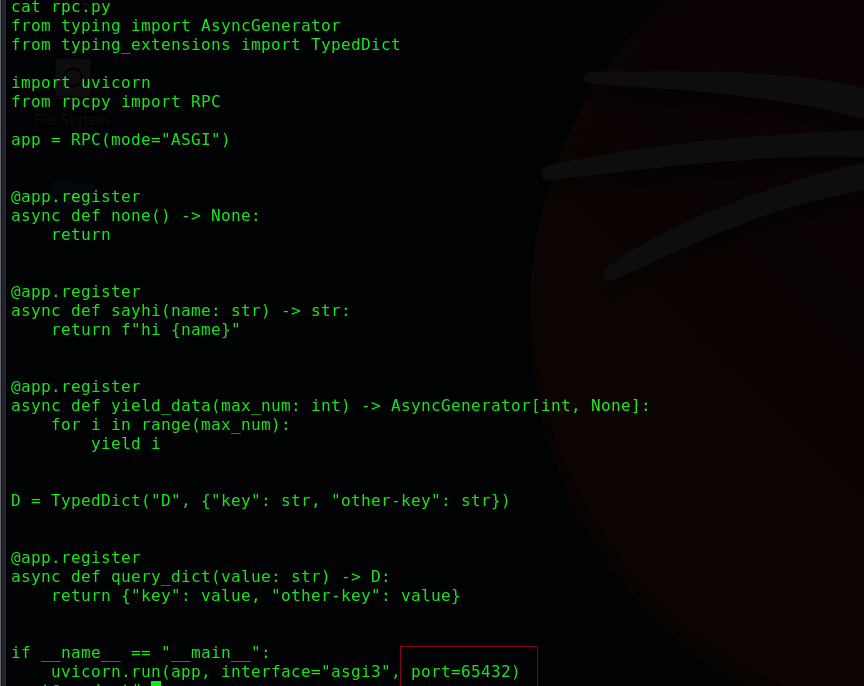 cat rpc.py
from typing import AsyncGenerator
from typing_extensions import TypedDict
import uvicorn
from rpcpy import RPC
File System
app = RPC(mode="ASGI")
@app.register
async def none() -> None:
    return
@app.register
async def sayhi(name: str) -> str:
    return f"hi {name}"
@app.register
async def yield_data(max_num: int) -> AsyncGenerator[int, None]:
    for i in range(max_num):
        yield i
D = TypedDict("D", {"key": str, "other-key": str})
@app.register
async def query_dict(value: str) -> D:
    return {"key": value, "other-key": value}
if __name__ == "__main__":
    uvicorn.run(app, interface="asgi3", port=65432)